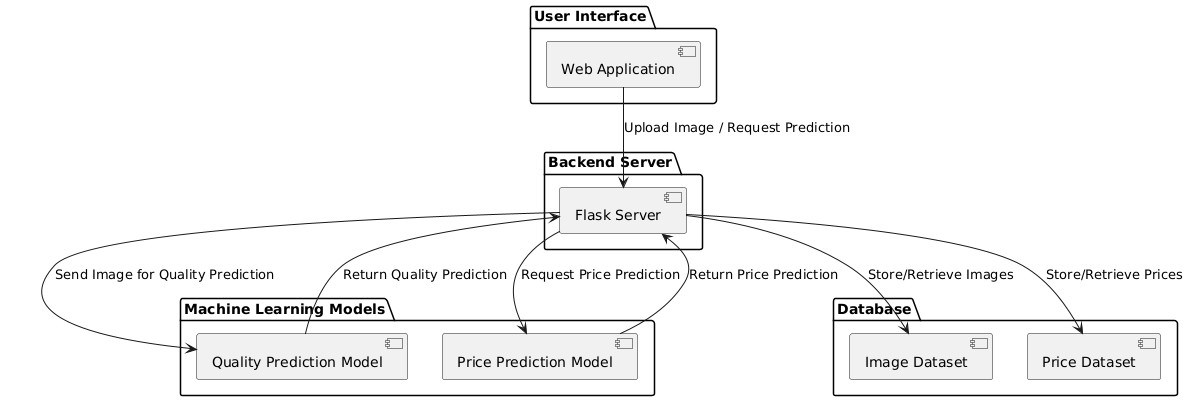 User Interface
Web Application
Upload Image / Request Prediction
Backend Server
Flask Server
Send Image for Quality Prediction
Return Quality Prediction
Request Price Prediction
Return Price Prediction
Store/Retrieve Images
Store/Retrieve Prices
Machine Learning Models
Database
Quality Prediction Model
Price Prediction Model
Image Dataset
Price Dataset